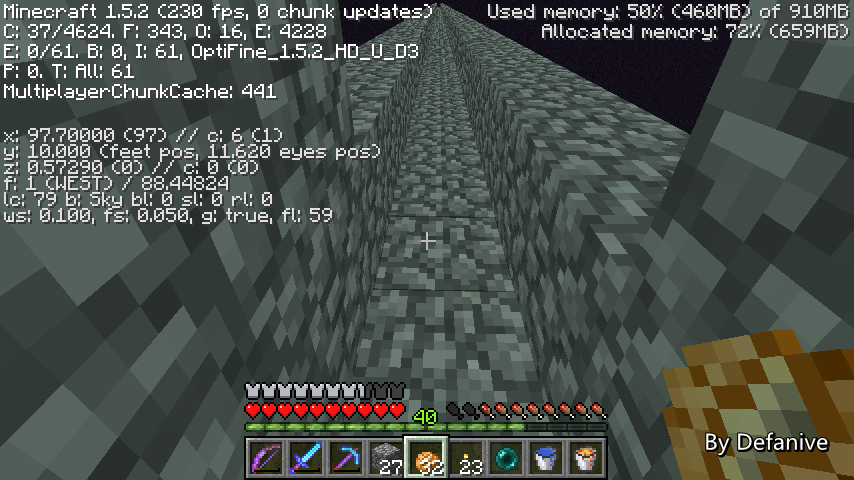 Minecraft 1.5.2 (230 fps, 0 chunk updates)
C: 37/4624, F: 343, O: 16, E: 4228
E: 0/61, B: 0, I: 61, OptiFine_1.5.2_HD_U_D3
P: 0, T: All: 61
MultiplayerChunkCache: 441
Used memory: 50% (460MB) of 910MB
Allocated memory: 72% (659MB)
x: 97.70000 (97) // c: 6 (1)
y: 10.000 (feet pos, 11.620 eyes pos)
z: 0.57290 (0) // c: 0 (0)
f: 1 (WEST) / 88.44824
lc: 79 b: Sky bl: 0 sl: 0 rl: 0
ws: 0.100, fs: 0.050, g: true, fl: 59
40
27
23
By Defanive